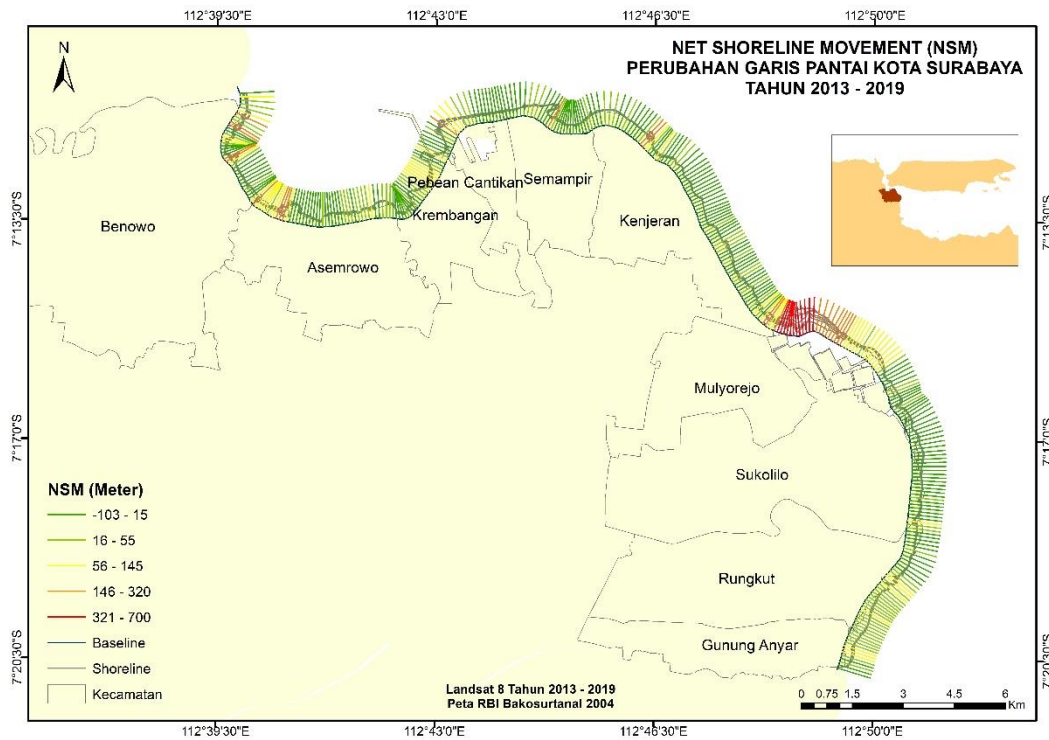 112°39'30"E 112°43'0"E 112°46'30"E 112°50'0"E
N
NET SHORELINE MOVEMENT (NSM)
PERUBAHAN GARIS PANTAI KOTA SURABAYA
TAHUN 2013 - 2019
7°13'30"S
7°13'30"S
Pebean Cantikan
Semampir
Krembangan
Kenjeran
Benowo
Asemrowo
Mulyorejo
7°17'0"S
7°17'0"S
Sukolilo
NSM (Meter)
-103 - 15
16 - 55
56 - 145
146 - 320
321 - 700
Baseline
Shoreline
Kecamatan
Rungkut
Gunung Anyar
7°20'30"S
7°20'30"S
Landsat 8 Tahun 2013 - 2019
Peta RBI Bakosurtanal 2004
0 0.75 1.5 3 4.5 6
Km
112°39'30"E 112°43'0"E 112°46'30"E 112°50'0"E